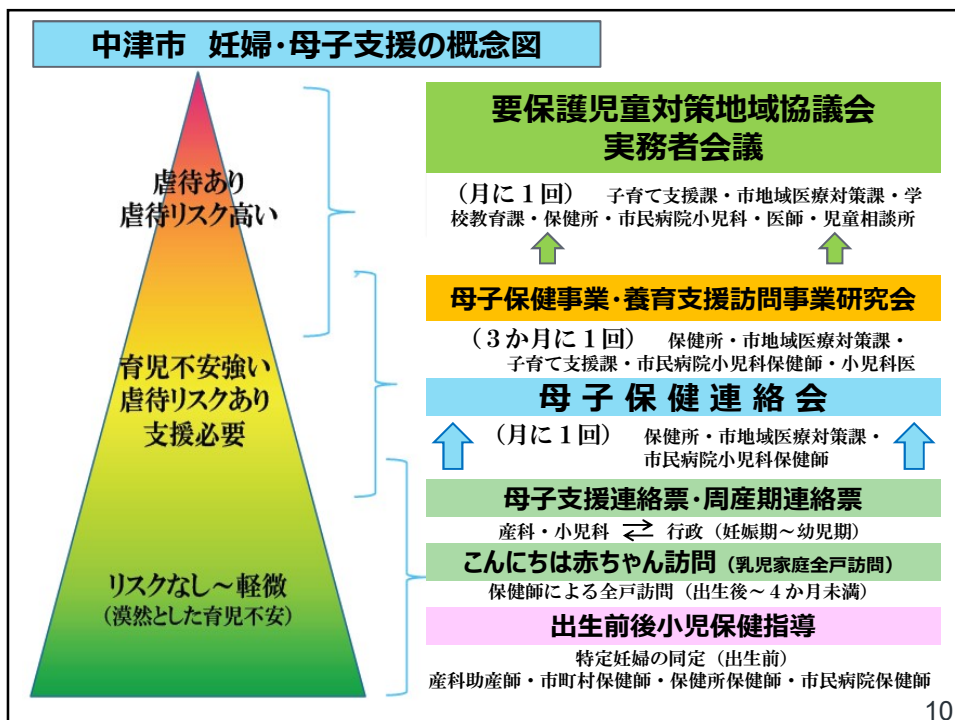 中津市 妊婦・母子支援の概念図
虐待あり
虐待リスク高い
育児不安強い
虐待リスクあり
支援必要
リスクなし～軽微
(漠然とした育児不安)
要保護児童対策地域協議会
実務者会議
(月に1回) 子育て支援課・市地域医療対策課・学
校教育課・保健所・市民病院小児科・医師・児童相談所
母子保健事業・養育支援訪問事業研究会
(3か月に1回) 保健所・市地域医療対策課・
子育て支援課・市民病院小児科保健師・小児科医
母子保健連絡会
(月に1回) 保健所・市地域医療対策課・
市民病院小児科保健師
母子支援連絡票・周産期連絡票
産科・小児科 ⇄ 行政(妊娠期～幼児期)
こんにちは赤ちゃん訪問(乳児家庭全戸訪問)
保健師による全戸訪問(出生後～4か月未満)
出生前後小児保健指導
特定妊婦の同定(出生前)
産科助産師・市町村保健師・保健所保健師・市民病院保健師
10